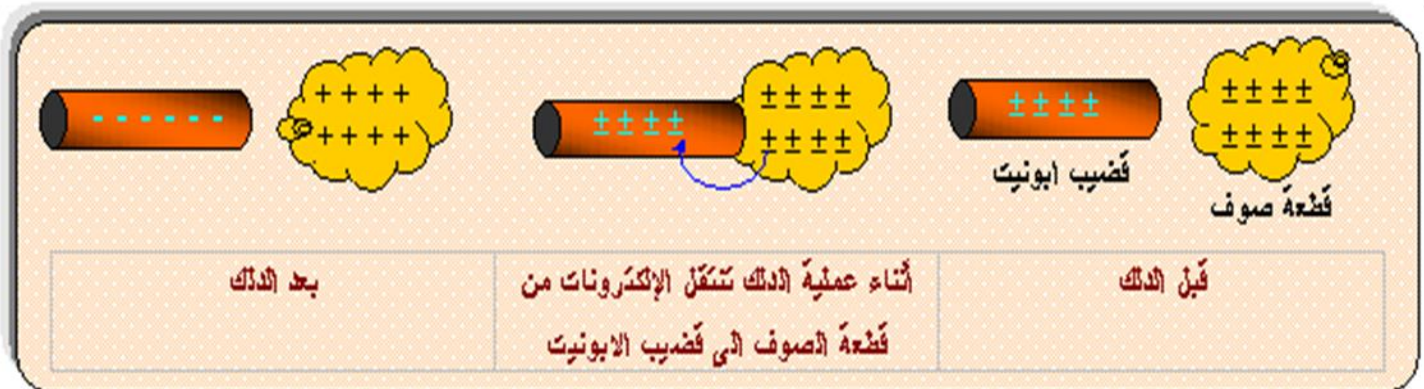 ± ± ± ±
± ± ± ±
± ± ± ±
قضيب ابونيت
قطعة صوف
± ± ± ±
± ± ± ±
± ± ± ±
+ + + +
+ + + +
- - - - - -
قبل الدلك
أثناء عملية الدلك تنتقل الإلكترونات من
قطعة الصوف الى قضيب الابونيت
بعد الدلك